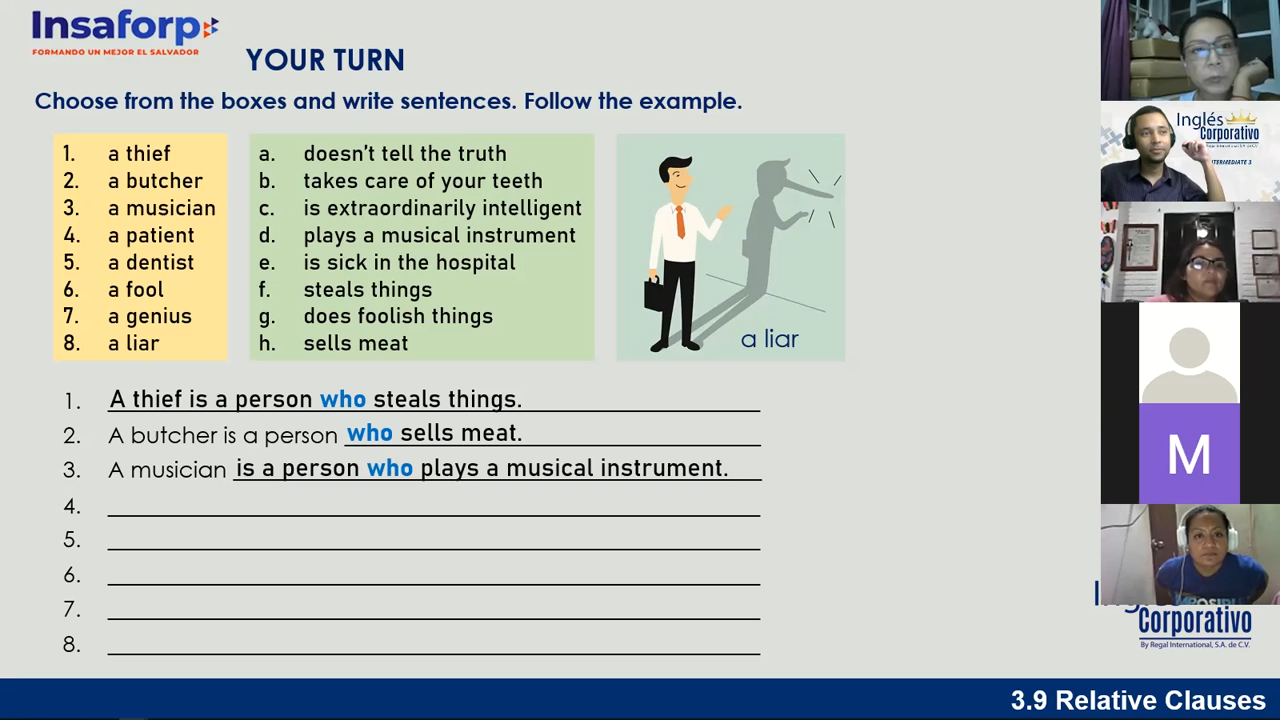 Insaforp
FORMANDO UN MEJOR EL SALVADOR
YOUR TURN
Choose from the boxes and write sentences. Follow the example.
1. a thief
2. a butcher
3. a musician
4. a patient
5. a dentist
6. a fool
7. a genius
8. a liar
a. doesn't tell the truth
b. takes care of your teeth
c. is extraordinarily intelligent
d. plays a musical instrument
e. is sick in the hospital
f. steals things
g. does foolish things
h. sells meat
a liar
1. A thief is a person who steals things.
2. A butcher is a person who sells meat.
3. A musician is a person who plays a musical instrument.
4.
5.
6.
7.
8.
Inglés
Corporativo
INTERMEDIATE 3
M
Corporativo
By Regal International, S.A. de C.V.
3.9 Relative Clauses